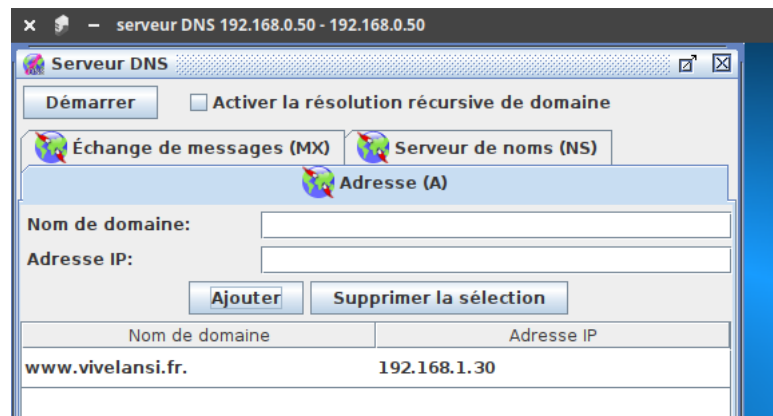 serveur DNS 192.168.0.50 - 192.168.0.50
Serveur DNS
Démarrer Activer la résolution récursive de domaine
Échange de messages (MX) Serveur de noms (NS)
Adresse (A)
Nom de domaine:
Adresse IP:
Ajouter Supprimer la sélection
Nom de domaine Adresse IP
www.vivelansi.fr. 192.168.1.30